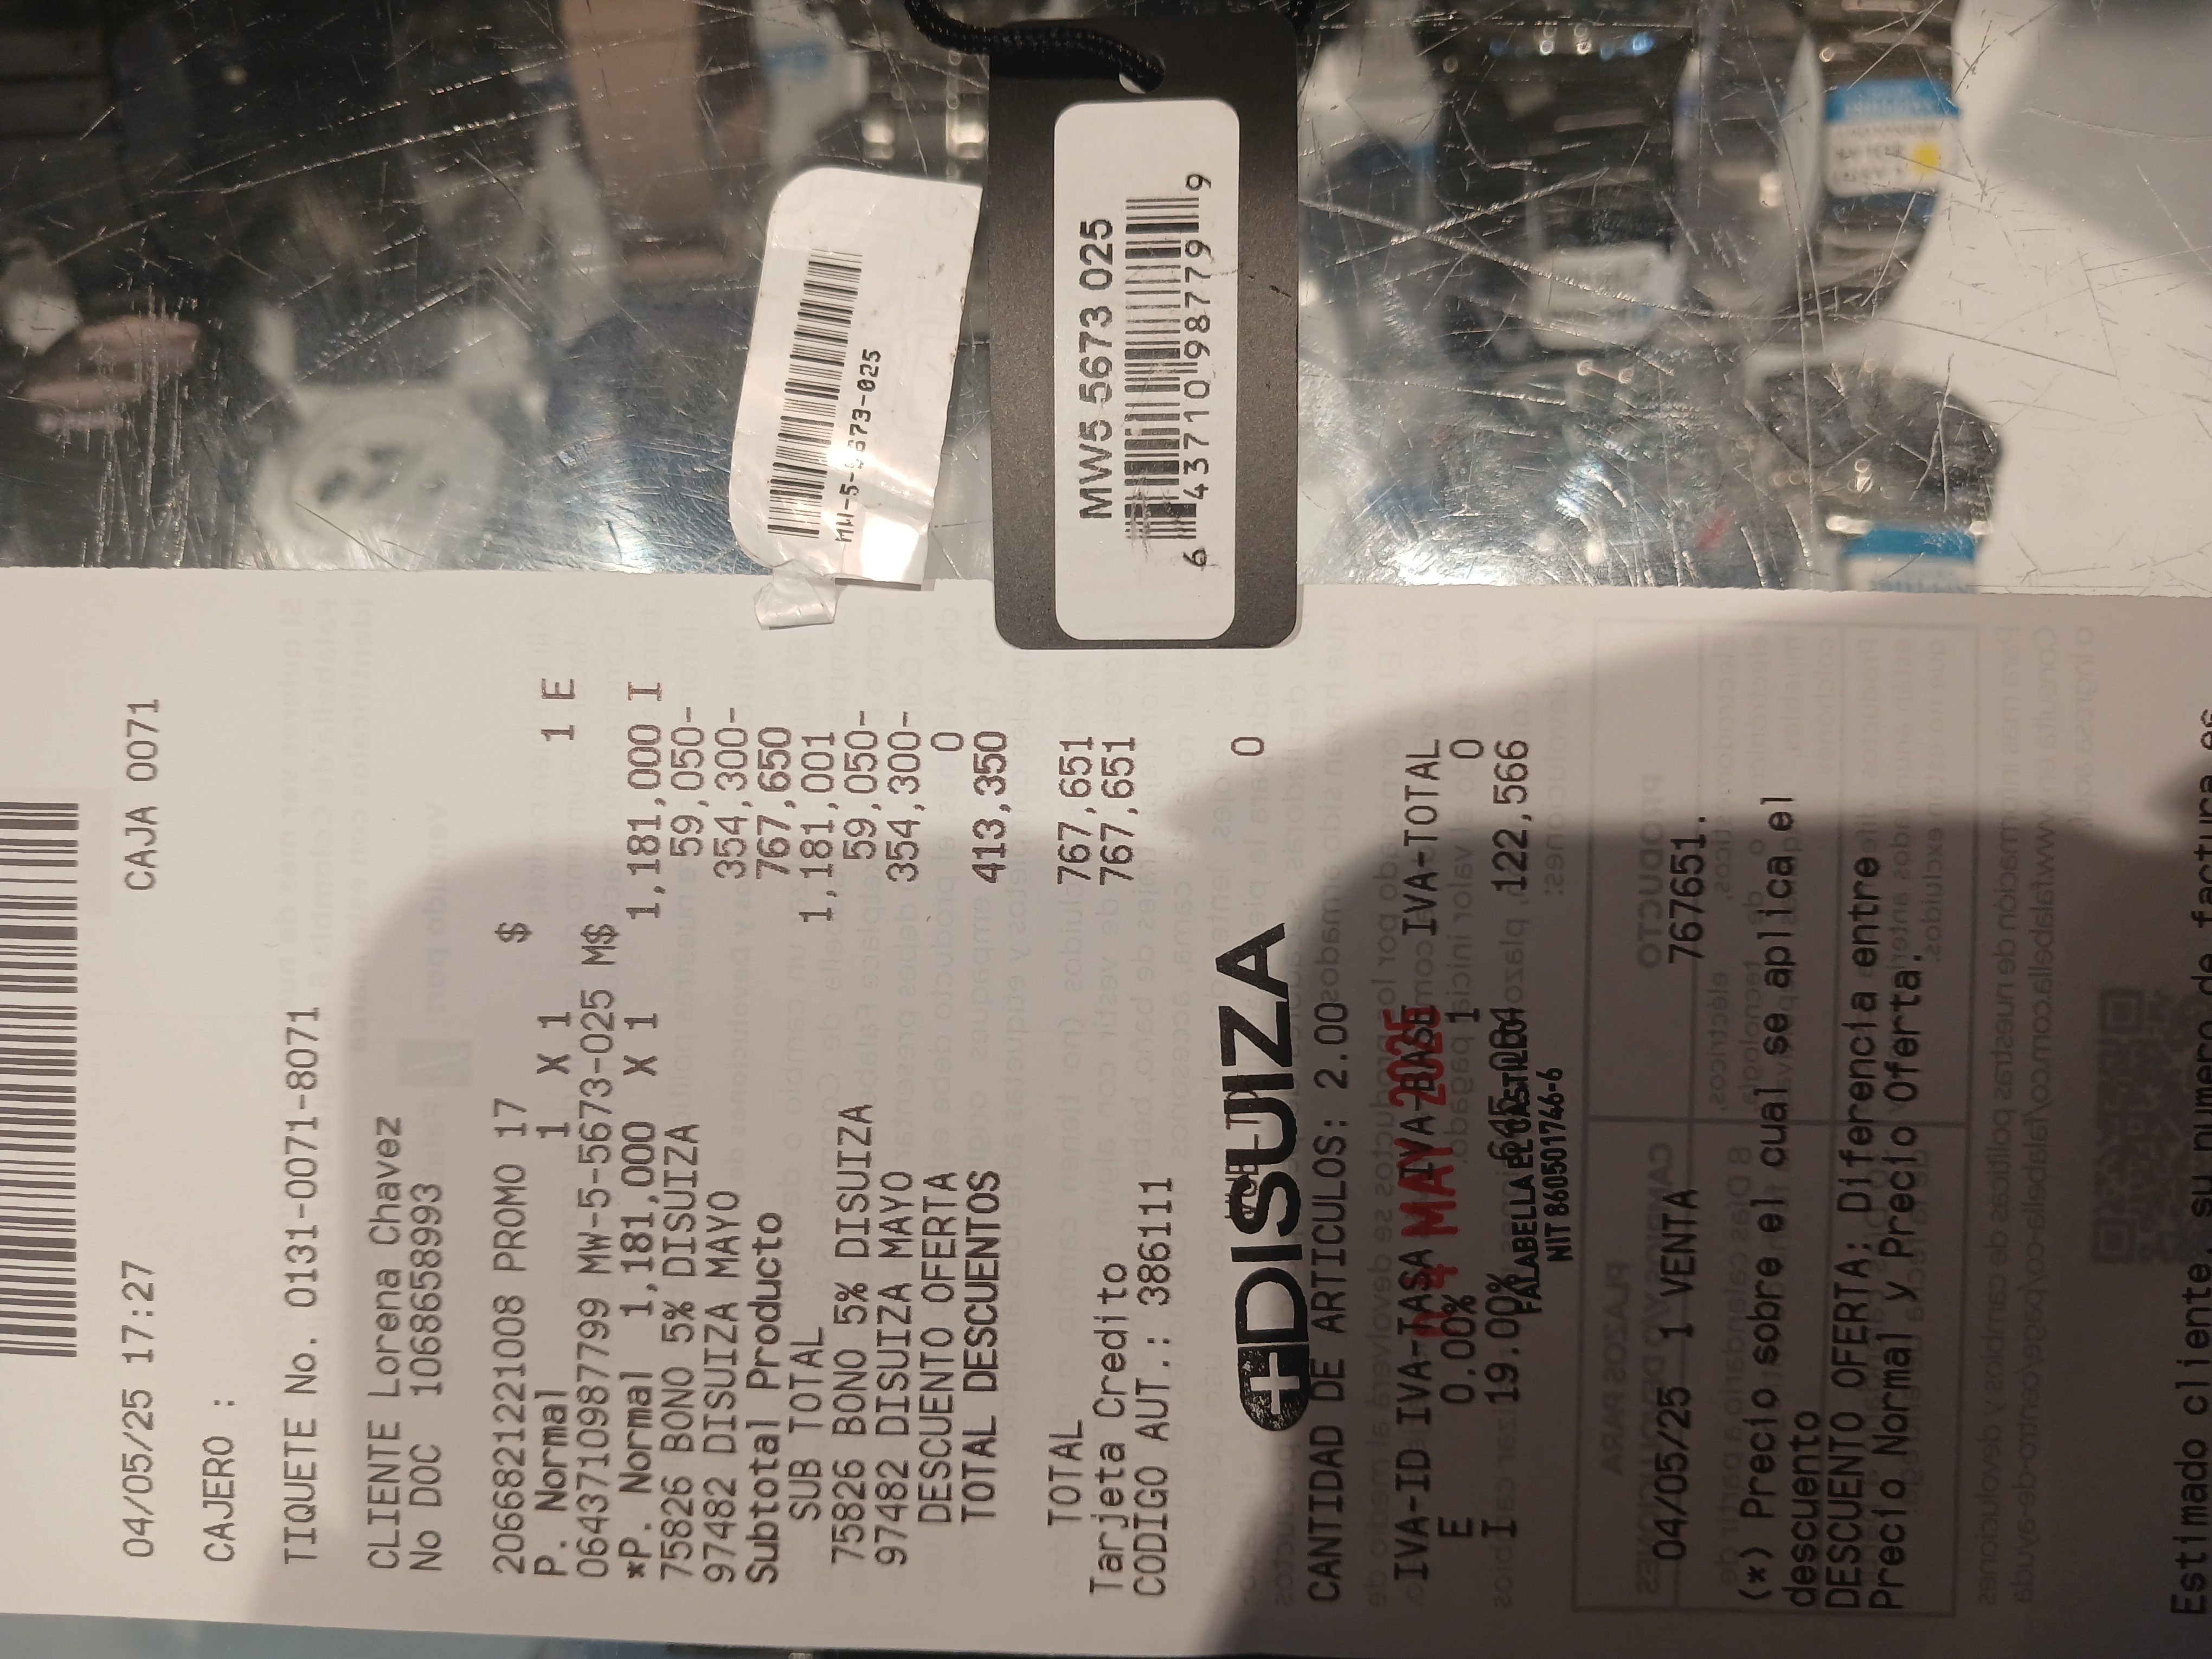 04/05/25 17:27 CAJA 0071
CAJERO :
TIQUETE No. 0131-0071-8071
CLIENTE Lorena Chavez
No DOC 1068658993
2066821221008 PROMO 17 $
P. Normal 1 X 1 1 E
0643710987799 MW-5-5673-025 M$
*P. Normal 1,181,000 X 1 1,181,000 I
75826 BONO 5% DISUIZA 59,050-
97482 DISUIZA MAYO 354,300-
Subtotal Producto 767,650
SUB TOTAL 1,181,001
75826 BONO 5% DISUIZA 59,050-
97482 DISUIZA MAYO 354,300-
DESCUENTO OFERTA 0
TOTAL DESCUENTOS 413,350
TOTAL 767,651
Tarjeta Credito 767,651
CODIGO AUT.: 386111
0
DISUIZA
CANTIDAD DE ARTICULOS: 2.00
IVA-ID IVA-TASA IVA-BASE IVA-TOTAL
04 MAY 2025
E 0.00% 1 0
I 19.00% 122,566
FALABELLA
NIT 860501746-6
04/05/25 1 VENTA 767651.
(*) Precio sobre el cual se aplica el
descuento
DESCUENTO OFERTA: Diferencia entre
Precio Normal y Precio Oferta.
Estimado cliente, su numero de factura es
MW5 5673 025
6 43710 98779 9